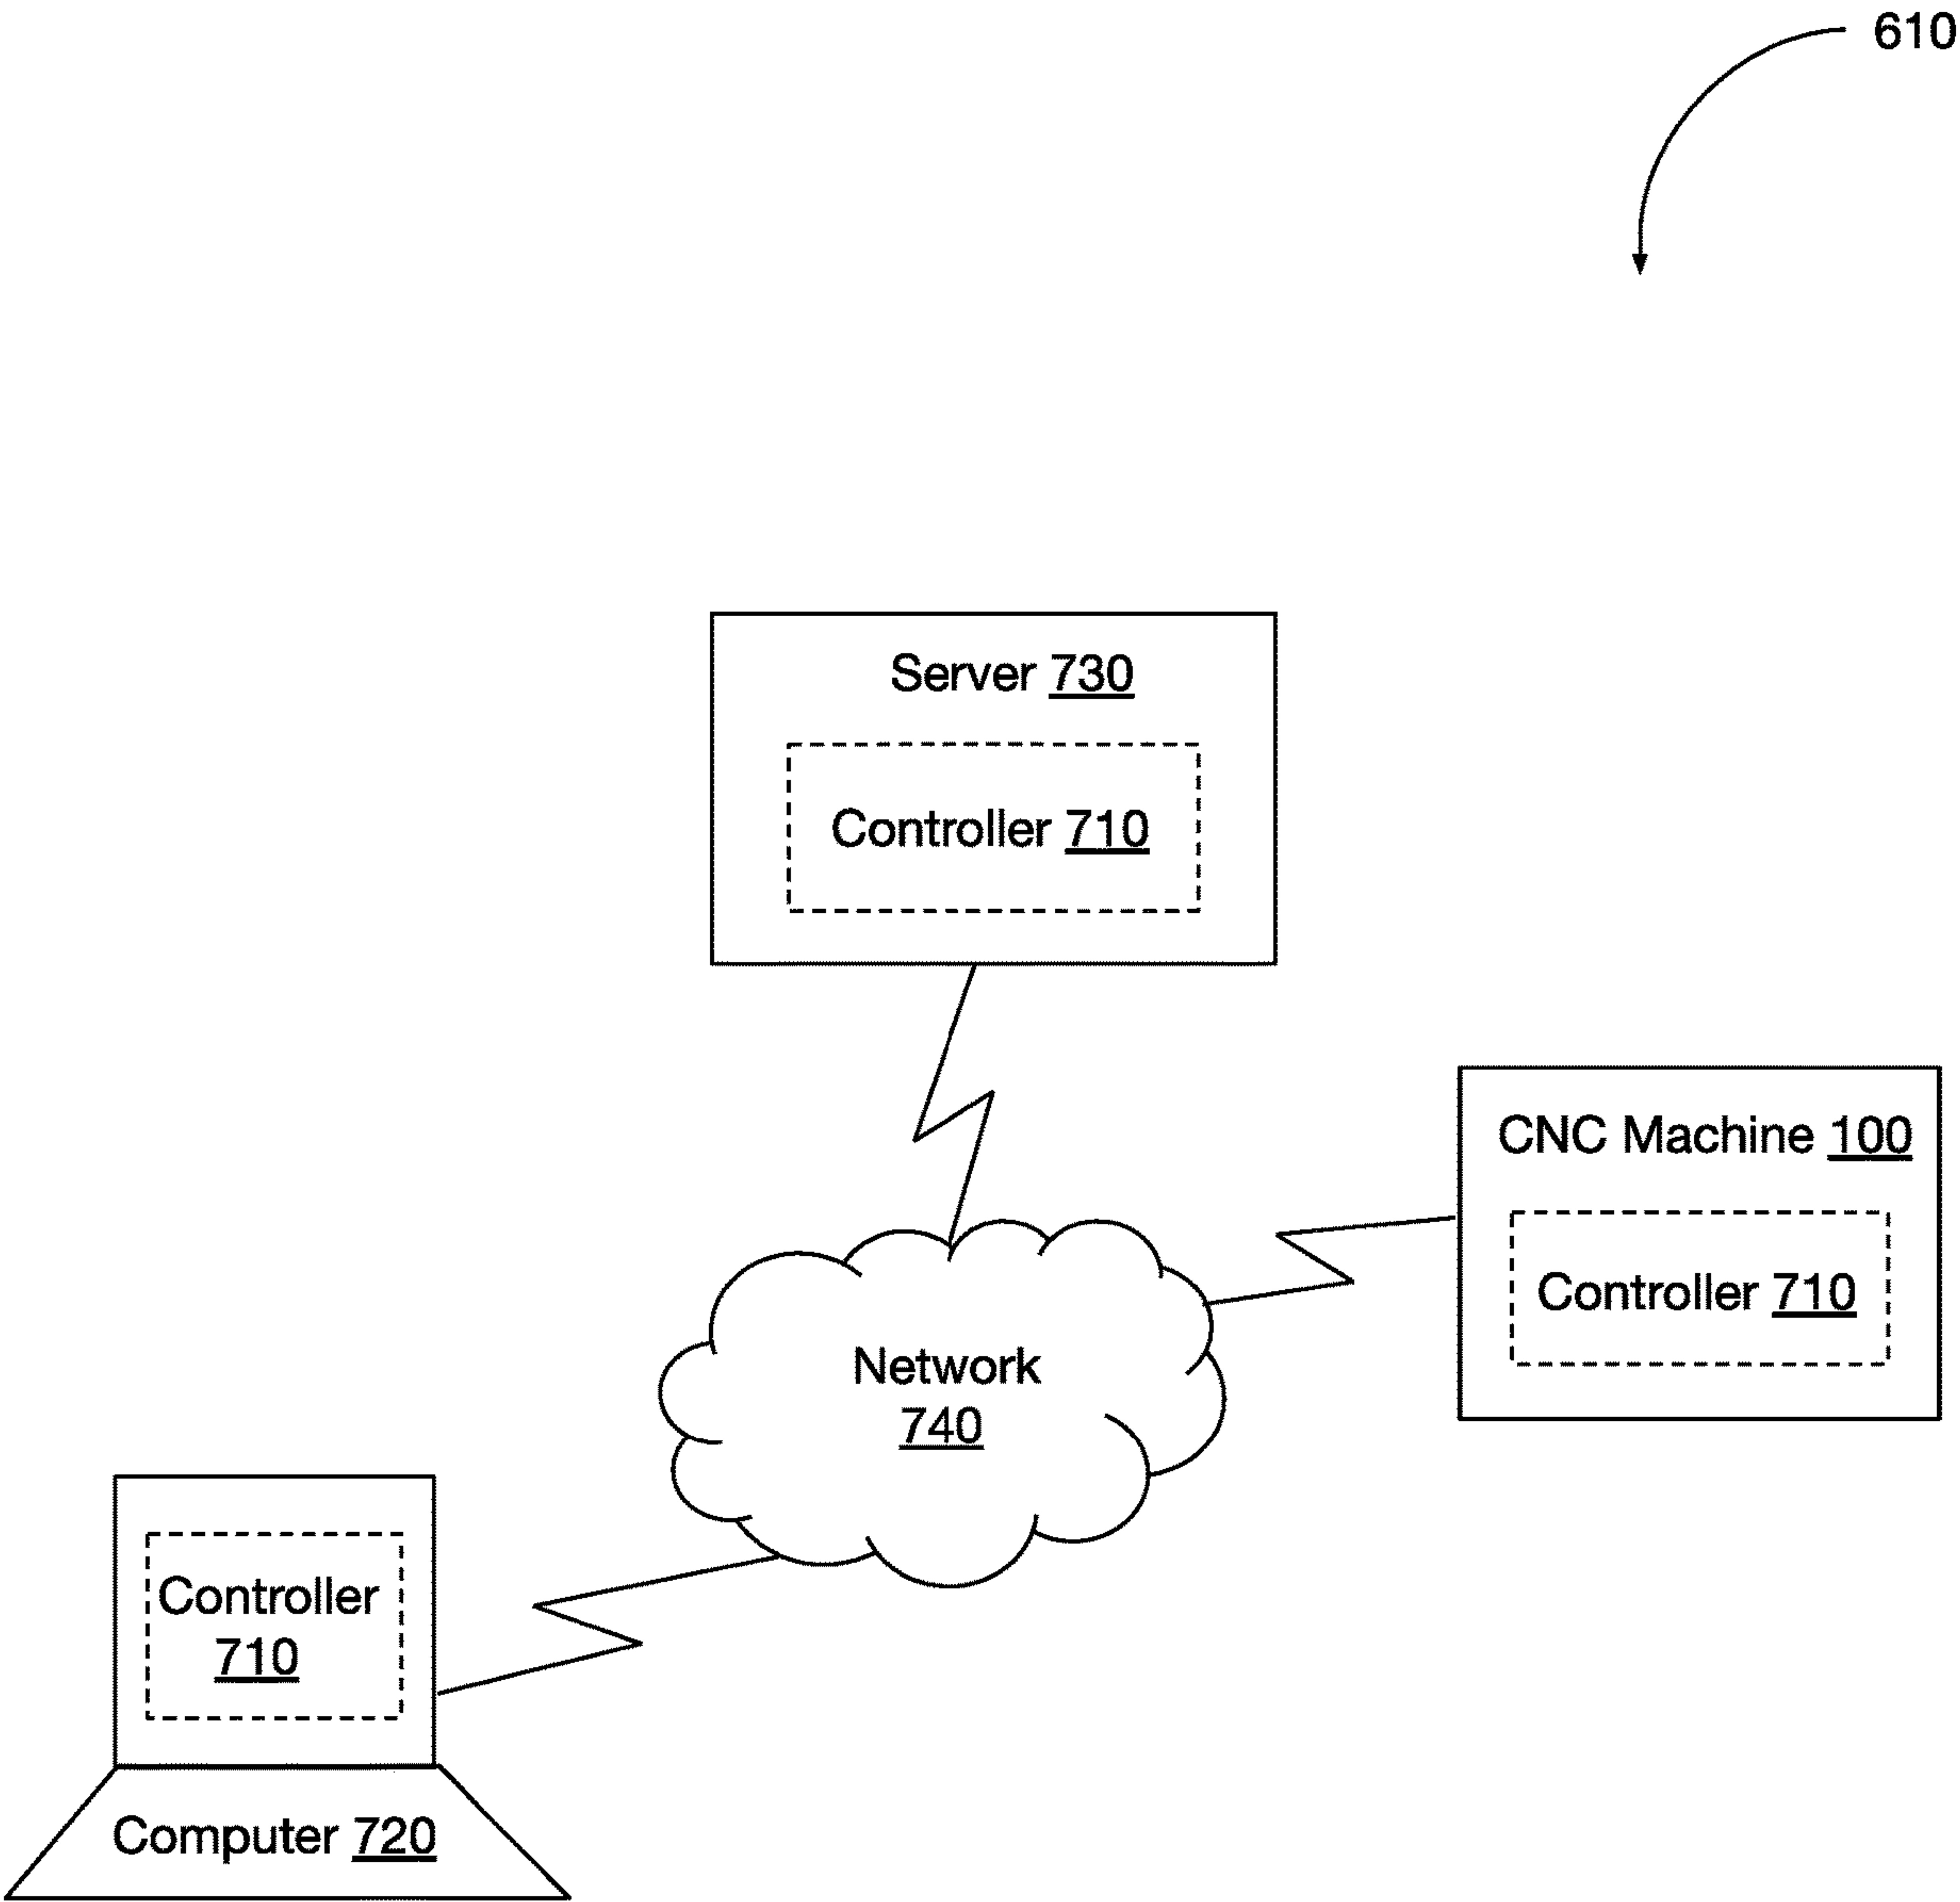 610
Server 730
Controller 710
CNC Machine 100
Controller 710
Network
740
Controller
710
Computer 720